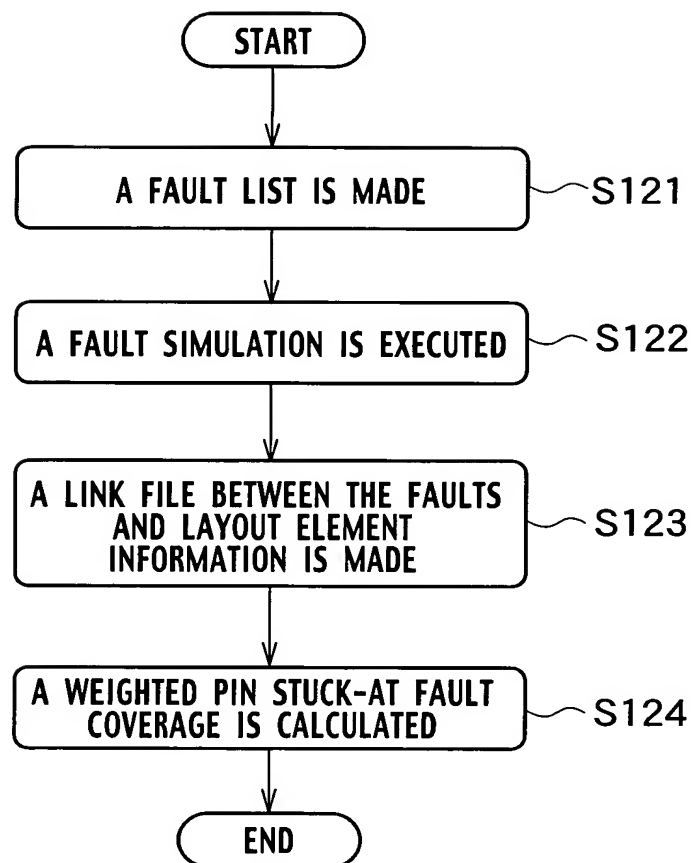 START
A FAULT LIST IS MADE
S121
A FAULT SIMULATION IS EXECUTED
S122
A LINK FILE BETWEEN THE FAULTS
AND LAYOUT ELEMENT
INFORMATION IS MADE
S123
A WEIGHTED PIN STUCK-AT FAULT
COVERAGE IS CALCULATED
S124
END